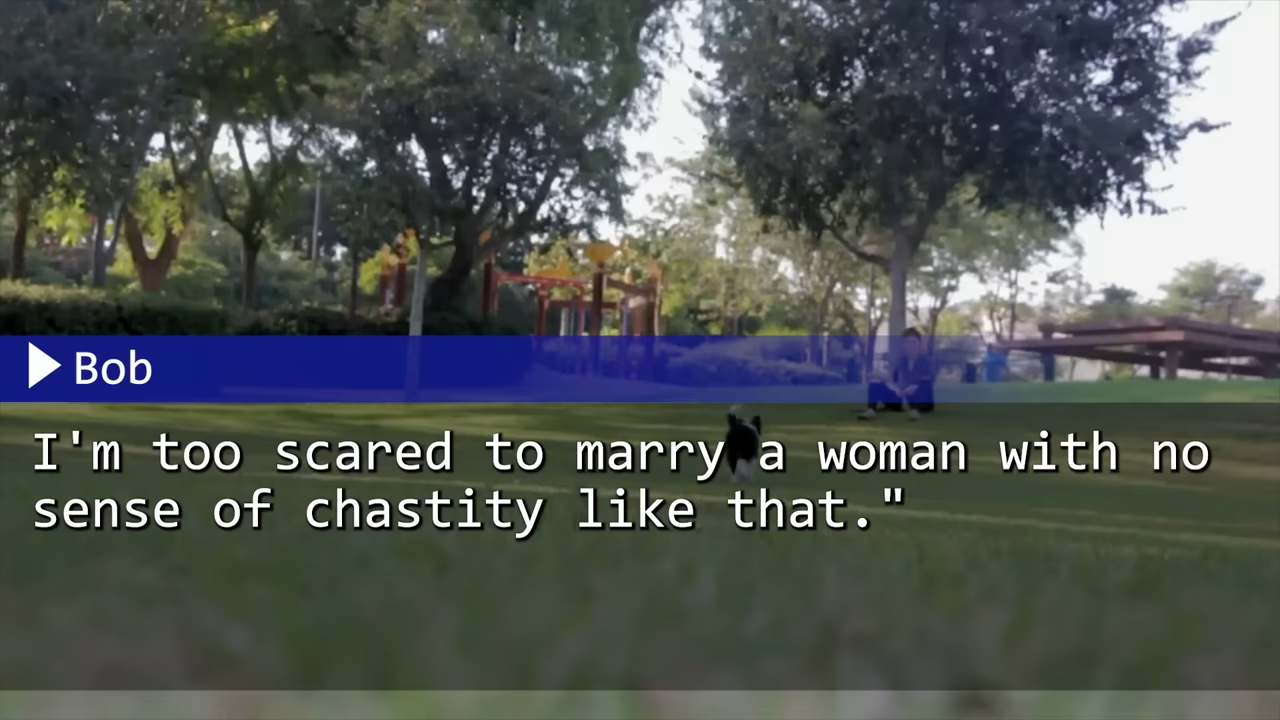 Bob
I'm too scared to marry a woman with no
sense of chastity like that."